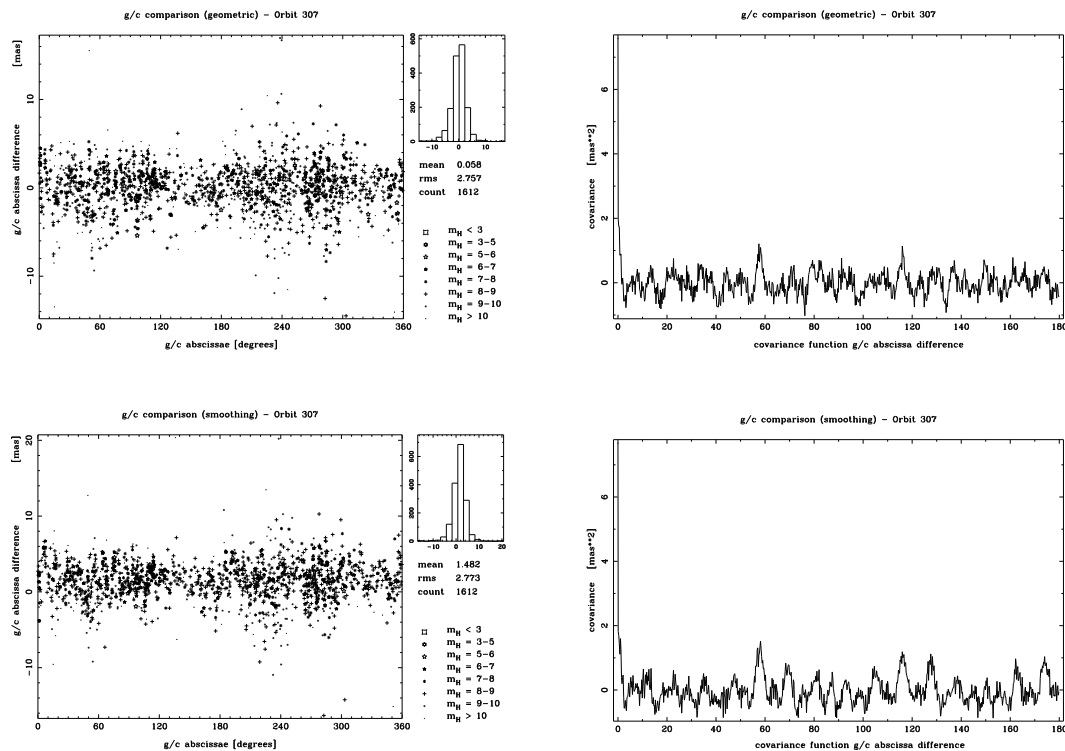 g/c comparison (geometric) – Orbit 307
[mas]
g/c abscissa difference
10
0
−10
0 60 120 180 240 300 360
g/c abscissae [degrees]
600
400
200
0
−10 0 10
mean 0.058
rms 2.757
count 1612
m_H < 3
m_H = 3–5
m_H = 5–6
m_H = 6–7
m_H = 7–8
m_H = 8–9
m_H = 9–10
m_H > 10
g/c comparison (geometric) – Orbit 307
covariance [mas**2]
6
4
2
0
0 20 40 60 80 100 120 140 160 180
covariance function g/c abscissa difference
g/c comparison (smoothing) – Orbit 307
[mas]
g/c abscissa difference
20
10
0
−10
0 60 120 180 240 300 360
g/c abscissae [degrees]
600
400
200
0
−10 0 10 20
mean 1.482
rms 2.773
count 1612
m_H < 3
m_H = 3–5
m_H = 5–6
m_H = 6–7
m_H = 7–8
m_H = 8–9
m_H = 9–10
m_H > 10
g/c comparison (smoothing) – Orbit 307
covariance [mas**2]
6
4
2
0
0 20 40 60 80 100 120 140 160 180
covariance function g/c abscissa difference